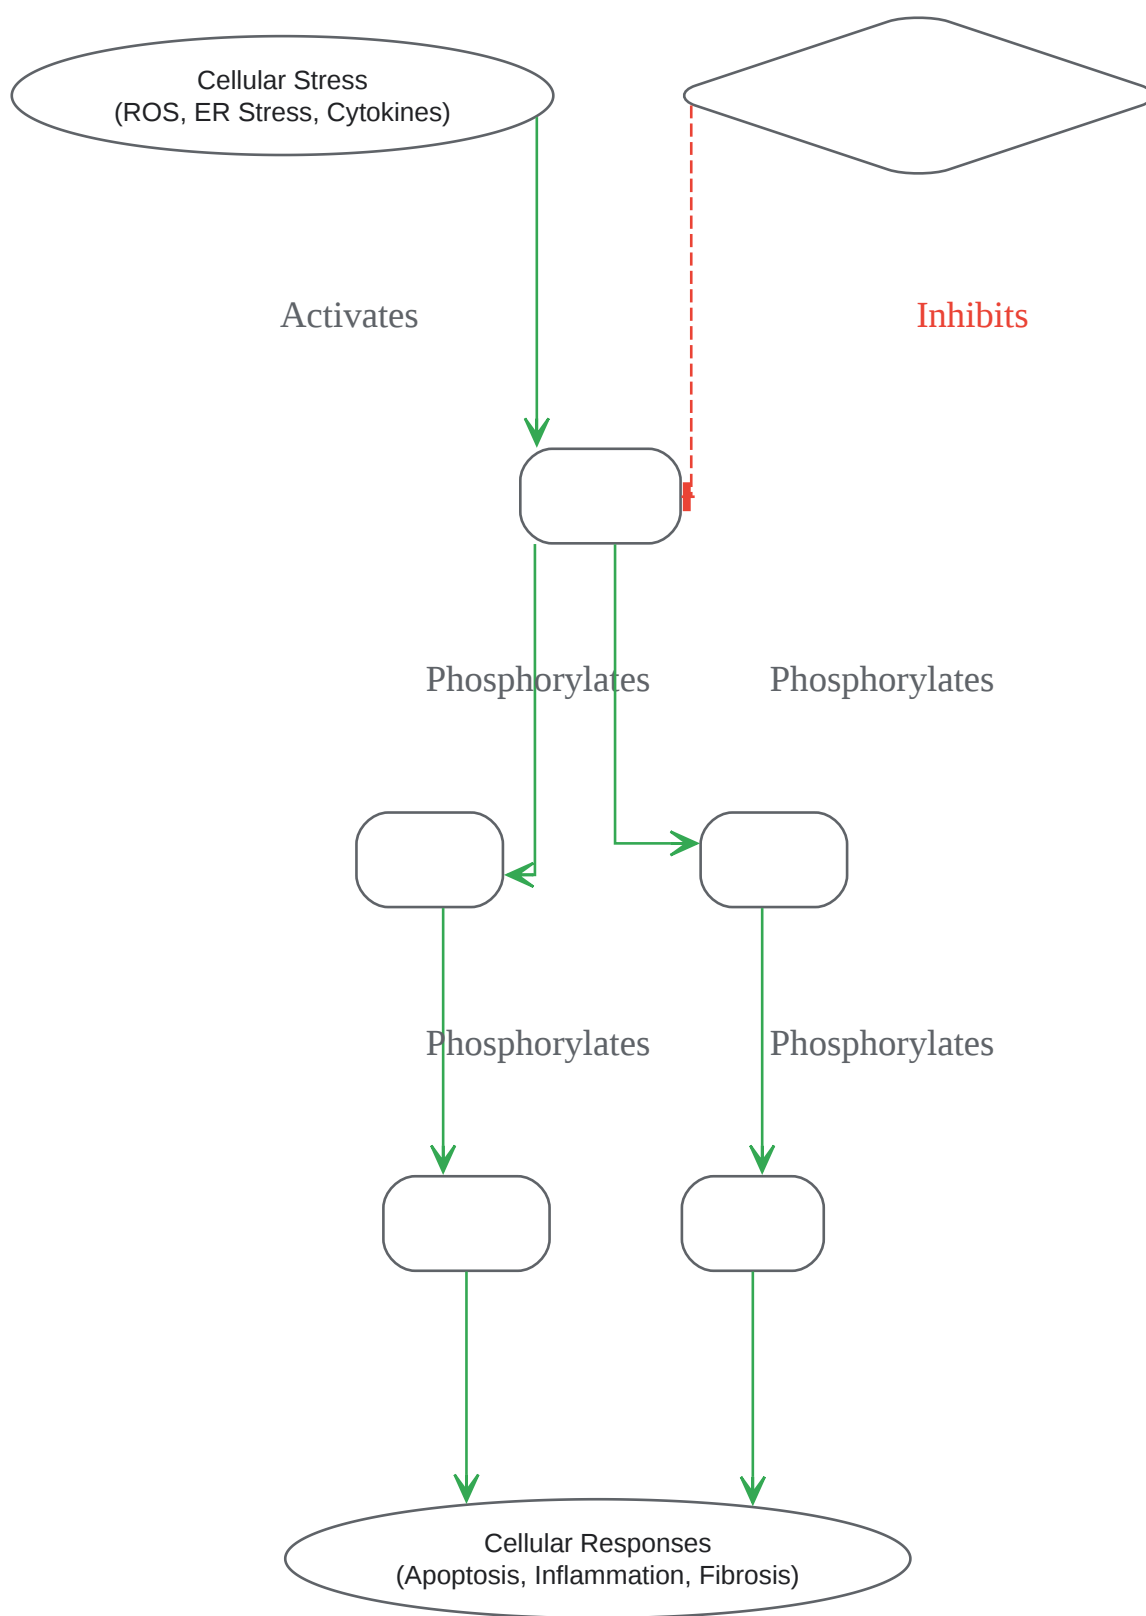 Cellular Stress
(ROS, ER Stress, Cytokines)
Activates
Inhibits
Phosphorylates
Phosphorylates
Phosphorylates
Phosphorylates
Cellular Responses
(Apoptosis, Inflammation, Fibrosis)